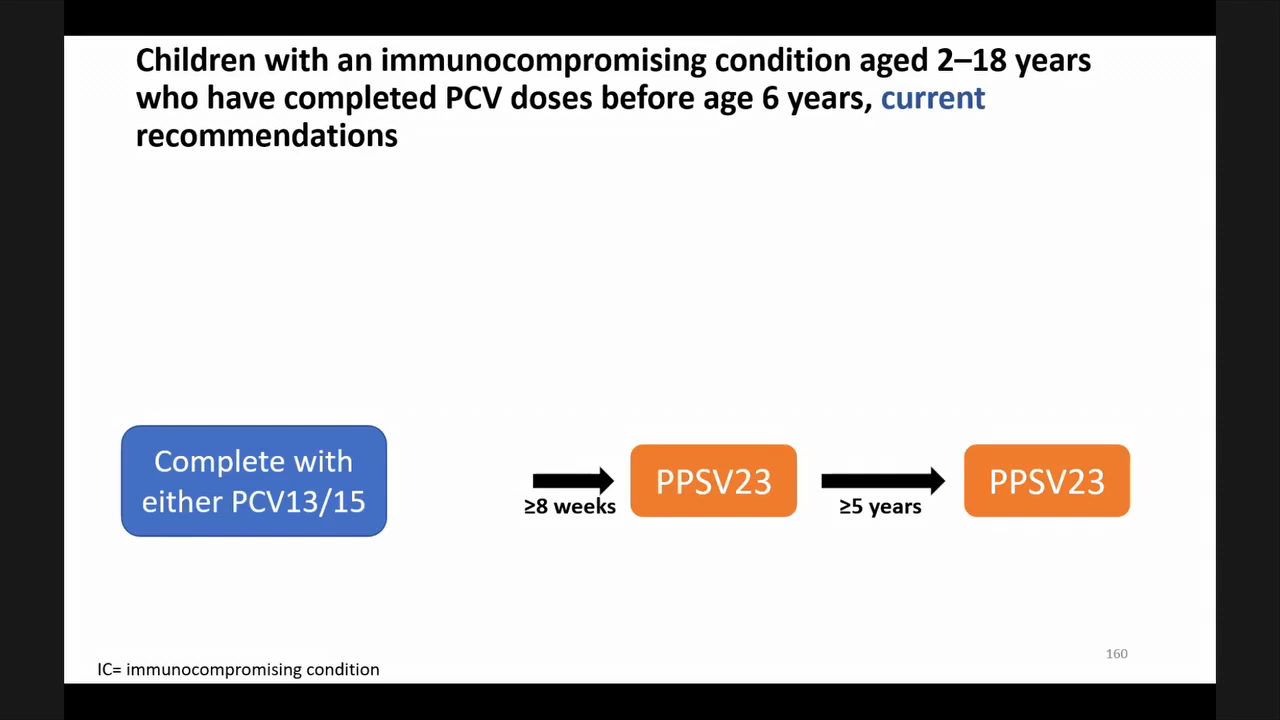 Children with an immunocompromising condition aged 2–18 years
who have completed PCV doses before age 6 years, current
recommendations
Complete with
either PCV13/15
≥8 weeks
PPSV23
≥5 years
PPSV23
160
IC= immunocompromising condition